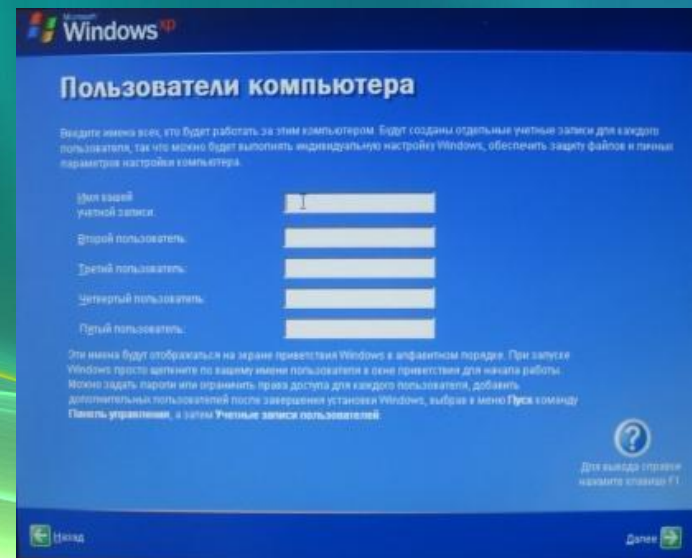 Microsoft
Windows xp
Пользователи компьютера
Введите имена всех, кто будет работать за этим компьютером. Будут созданы отдельные учетные записи для каждого
пользователя, так что можно будет выполнять индивидуальную настройку Windows, обеспечить защиту файлов и личных
параметров настройки компьютера.
Имя вашей
учетной записи:
Второй пользователь:
Третий пользователь:
Четвертый пользователь:
Пятый пользователь:
Эти имена будут отображаться на экране приветствия Windows в алфавитном порядке. При запуске
Windows просто щелкните по вашему имени пользователя в окне приветствия для начала работы.
Можно задать пароли или ограничить права доступа для каждого пользователя, добавить
дополнительных пользователей после завершения установки Windows, выбрав в меню Пуск команду
Панель управления, а затем Учетные записи пользователей.
Для вывода справки
нажмите клавишу F1.
Назад
Далее